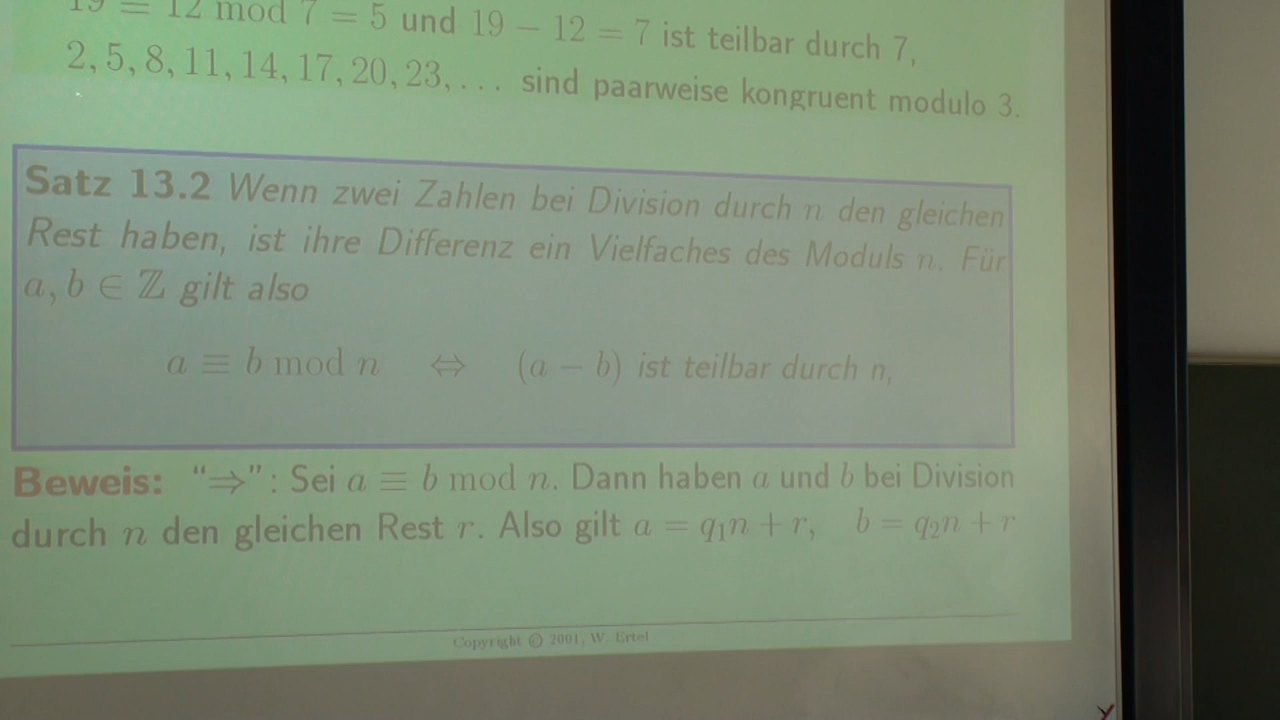 19 ≡ 12 mod 7 = 5 und 19 − 12 = 7 ist teilbar durch 7,
2, 5, 8, 11, 14, 17, 20, 23, . . . sind paarweise kongruent modulo 3.
Satz 13.2 Wenn zwei Zahlen bei Division durch n den gleichen
Rest haben, ist ihre Differenz ein Vielfaches des Moduls n. Für
a, b ∈ ℤ gilt also
a ≡ b mod n ⇔ (a − b) ist teilbar durch n,
Beweis: “⇒”: Sei a ≡ b mod n. Dann haben a und b bei Division
durch n den gleichen Rest r. Also gilt a = q₁n + r, b = q₂n + r
Copyright © 2001, W. Ertel